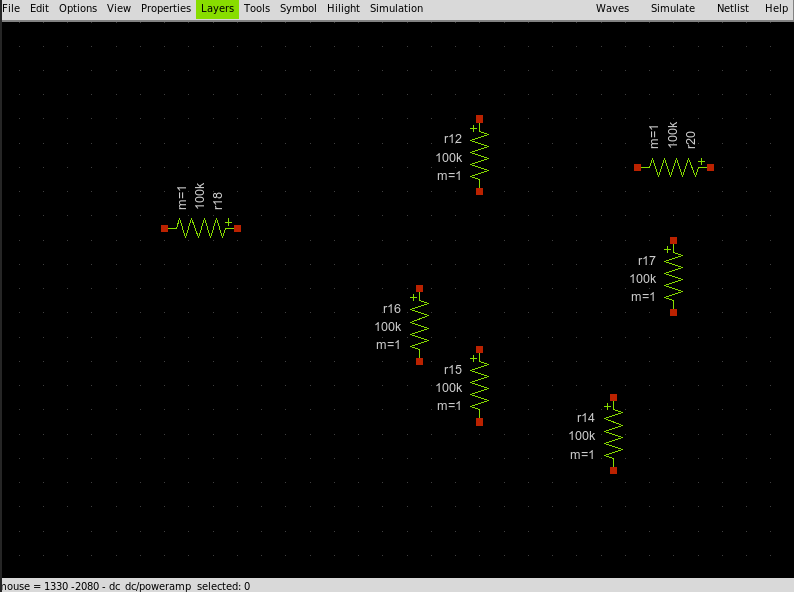 File Edit Options View Properties Layers Tools Symbol Hilight Simulation Waves Simulate Netlist Help
r12
100k
m=1
m=1
100k
r20
m=1
100k
r18
r17
100k
m=1
r16
100k
m=1
r15
100k
m=1
r14
100k
m=1
mouse = 1330 -2080 - dc_dc/poweramp selected: 0